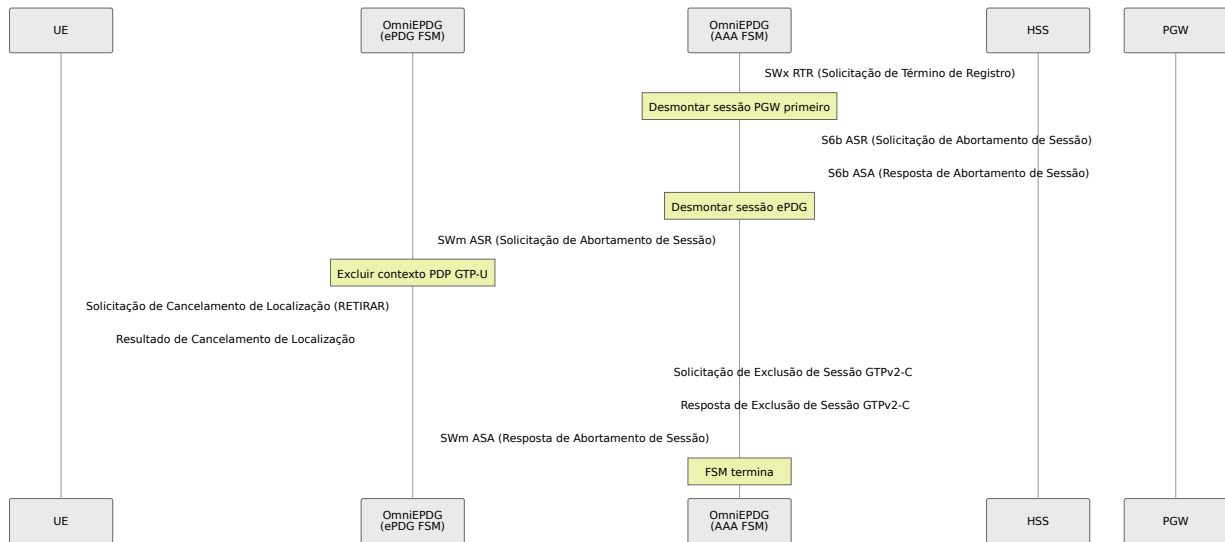 UE
OmniEPDG
(ePDG FSM)
OmniEPDG
(AAA FSM)
HSS
PGW
SWx RTR (Solicitação de Término de Registro)
Desmontar sessão PGW primeiro
S6b ASR (Solicitação de Abortamento de Sessão)
S6b ASA (Resposta de Abortamento de Sessão)
Desmontar sessão ePDG
SWm ASR (Solicitação de Abortamento de Sessão)
Excluir contexto PDP GTP-U
Solicitação de Cancelamento de Localização (RETIRAR)
Resultado de Cancelamento de Localização
Solicitação de Exclusão de Sessão GTPv2-C
Resposta de Exclusão de Sessão GTPv2-C
SWm ASA (Resposta de Abortamento de Sessão)
FSM termina
UE
OmniEPDG
(ePDG FSM)
OmniEPDG
(AAA FSM)
HSS
PGW